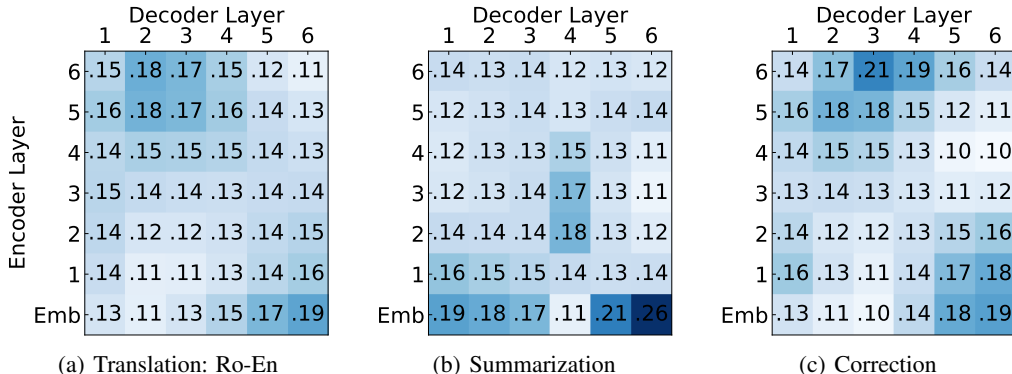 Decoder Layer Decoder Layer Decoder Layer
1 2 3 4 5 6 1 2 3 4 5 6 1 2 3 4 5 6
6 .15 .18 .17 .15 .12 .11 6 .14 .13 .14 .12 .13 .12 6 .14 .17 .21 .19 .16 .14
5 .16 .18 .17 .16 .14 .13 5 .12 .13 .14 .13 .14 .14 5 .16 .18 .18 .15 .12 .11
4 .14 .15 .15 .15 .14 .13 4 .12 .13 .13 .15 .13 .11 4 .14 .15 .15 .13 .10 .10
Encoder Layer
3 .15 .14 .14 .13 .14 .14 3 .12 .13 .14 .17 .13 .11 3 .13 .14 .13 .13 .11 .12
2 .14 .12 .12 .13 .14 .15 2 .14 .14 .14 .18 .13 .12 2 .14 .12 .12 .13 .15 .16
1 .14 .11 .11 .13 .14 .16 1 .16 .15 .15 .14 .13 .14 1 .16 .13 .11 .14 .17 .18
Emb .13 .11 .13 .15 .17 .19 Emb .19 .18 .17 .11 .21 .26 Emb .13 .11 .10 .14 .18 .19
(a) Translation: Ro-En (b) Summarization (c) Correction